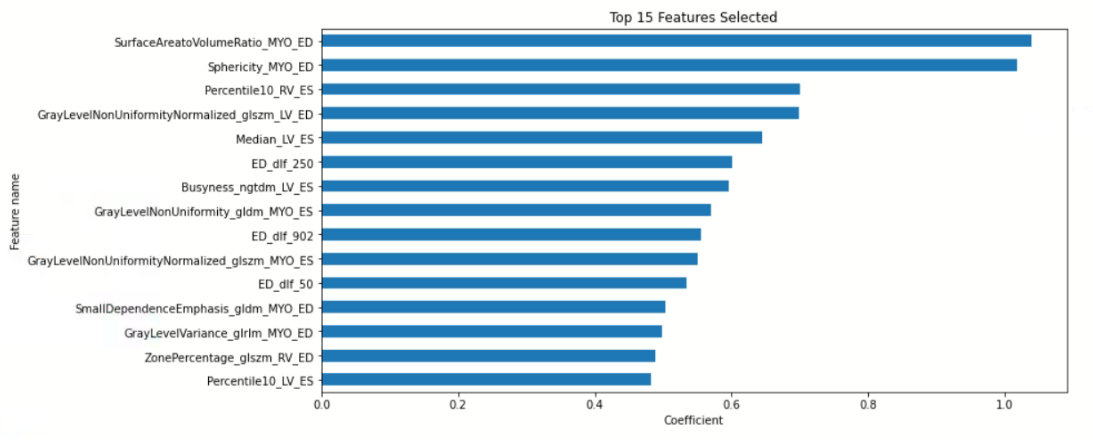 Top 15 Features Selected
Feature name
SurfaceAreatoVolumeRatio_MYO_ED
Sphericity_MYO_ED
Percentile10_RV_ES
GrayLevelNonUniformityNormalized_glszm_LV_ED
Median_LV_ES
ED_dlf_250
Busyness_ngtdm_LV_ES
GrayLevelNonUniformity_gldm_MYO_ES
ED_dlf_902
GrayLevelNonUniformityNormalized_glszm_MYO_ES
ED_dlf_50
SmallDependenceEmphasis_gldm_MYO_ED
GrayLevelVariance_glrlm_MYO_ED
ZonePercentage_glszm_RV_ED
Percentile10_LV_ES
0.0 0.2 0.4 0.6 0.8 1.0
Coefficient